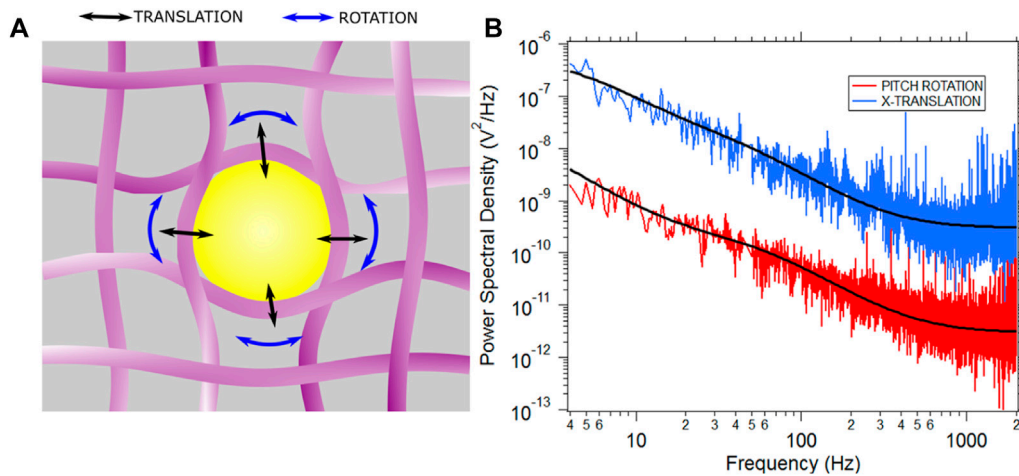 TRANSLATION ROTATION
A
B
Power Spectral Density (V²/Hz)
10⁻⁶
10⁻⁷
10⁻⁸
10⁻⁹
10⁻¹⁰
10⁻¹¹
10⁻¹²
10⁻¹³
PITCH ROTATION
X-TRANSLATION
4 5 6 2 3 4 5 6 2 3 4 5 6 2
10 100 1000
Frequency (Hz)